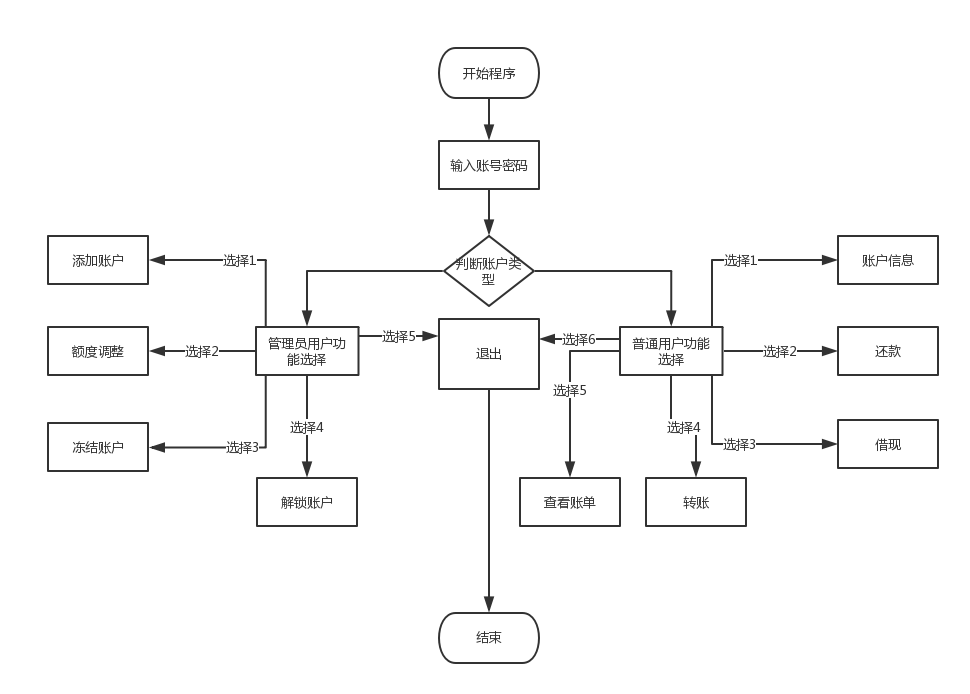 开始程序
输入账号密码
判断账户类
型
添加账户
选择1
选择1
账户信息
额度调整
选择2
管理员用户功
能选择
选择5
退出
选择6
普通用户功能
选择
选择2
还款
选择5
冻结账户
选择3
选择4
选择4
选择3
借现
解锁账户
查看账单
转账
结束